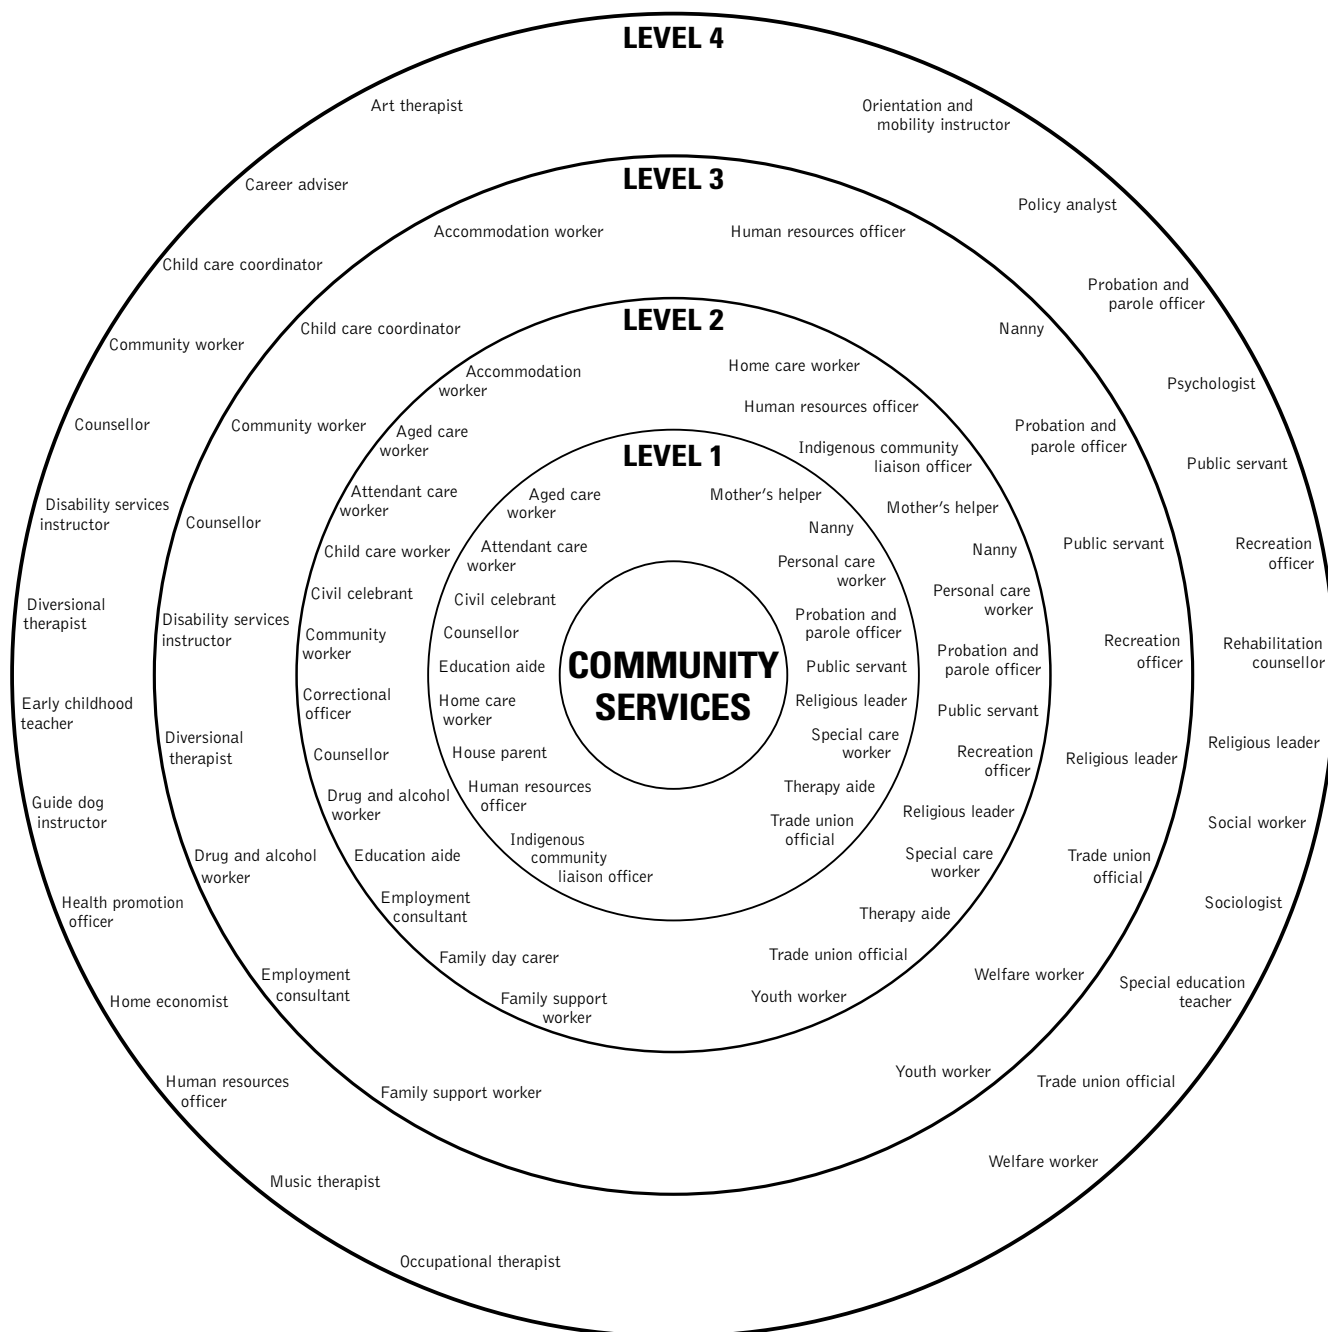 LEVEL 4
Art therapist
Career adviser
Child care coordinator
Community worker
Counsellor
Disability services
instructor
Diversional
therapist
Early childhood
teacher
Guide dog
instructor
Health promotion
officer
Home economist
Human resources
officer
Music therapist
Occupational therapist
Orientation and
mobility instructor
Policy analyst
Probation and
parole officer
Psychologist
Public servant
Recreation
officer
Rehabilitation
counsellor
Religious leader
Social worker
Sociologist
Special education
teacher
Trade union official
Welfare worker
LEVEL 3
Accommodation worker
Child care coordinator
Community worker
Counsellor
Disability services
instructor
Diversional
therapist
Drug and alcohol
worker
Employment
consultant
Family support worker
Human resources officer
Nanny
Probation and
parole officer
Public servant
Recreation
officer
Religious leader
Trade union
official
Welfare worker
Youth worker
LEVEL 2
Accommodation
worker
Aged care
worker
Attendant care
worker
Child care worker
Civil celebrant
Community
worker
Correctional
officer
Counsellor
Drug and alcohol
worker
Education aide
Employment
consultant
Family day carer
Family support
worker
Home care worker
Human resources officer
Indigenous community
liaison officer
Mother's helper
Nanny
Personal care
worker
Probation and
parole officer
Public servant
Recreation
officer
Religious leader
Special care
worker
Therapy aide
Trade union official
Youth worker
LEVEL 1
Aged care
worker
Attendant care
worker
Civil celebrant
Counsellor
Education aide
Home care
worker
House parent
Human resources
officer
Indigenous
community
liaison officer
Mother's helper
Nanny
Personal care
worker
Probation and
parole officer
Public servant
Religious leader
Special care
worker
Therapy aide
Trade union
official
COMMUNITY
SERVICES